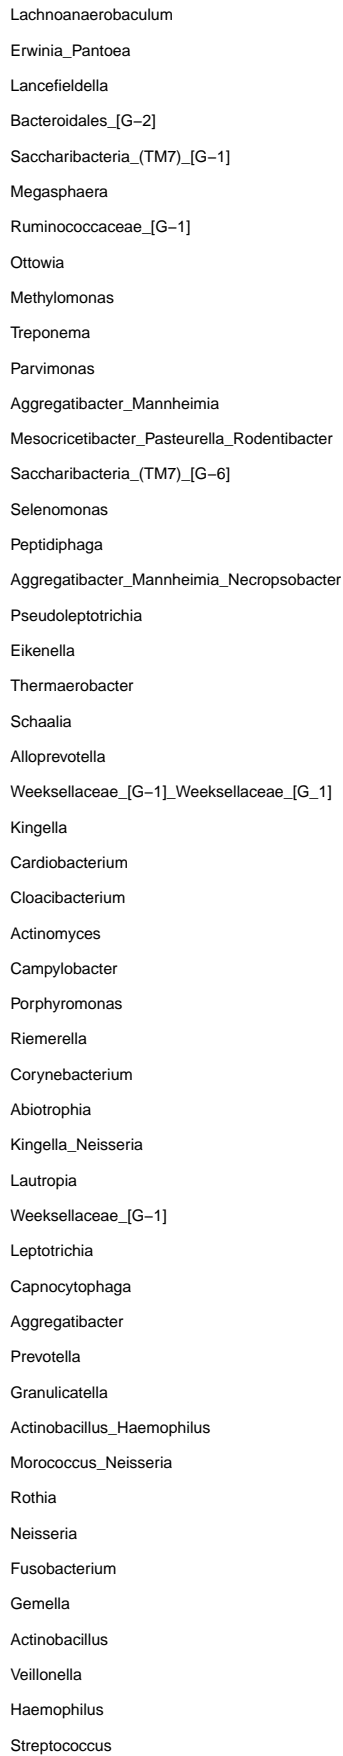 Lachnoanaerobaculum
Erwinia_Pantoea
Lancefieldella
Bacteroidales_[G−2]
Saccharibacteria_(TM7)_[G−1]
Megasphaera
Ruminococcaceae_[G−1]
Ottowia
Methylomonas
Treponema
Parvimonas
Aggregatibacter_Mannheimia
Mesocricetibacter_Pasteurella_Rodentibacter
Saccharibacteria_(TM7)_[G−6]
Selenomonas
Peptidiphaga
Aggregatibacter_Mannheimia_Necropsobacter
Pseudoleptotrichia
Eikenella
Thermaerobacter
Schaalia
Alloprevotella
Weeksellaceae_[G−1]_Weeksellaceae_[G_1]
Kingella
Cardiobacterium
Cloacibacterium
Actinomyces
Campylobacter
Porphyromonas
Riemerella
Corynebacterium
Abiotrophia
Kingella_Neisseria
Lautropia
Weeksellaceae_[G−1]
Leptotrichia
Capnocytophaga
Aggregatibacter
Prevotella
Granulicatella
Actinobacillus_Haemophilus
Morococcus_Neisseria
Rothia
Neisseria
Fusobacterium
Gemella
Actinobacillus
Veillonella
Haemophilus
Streptococcus